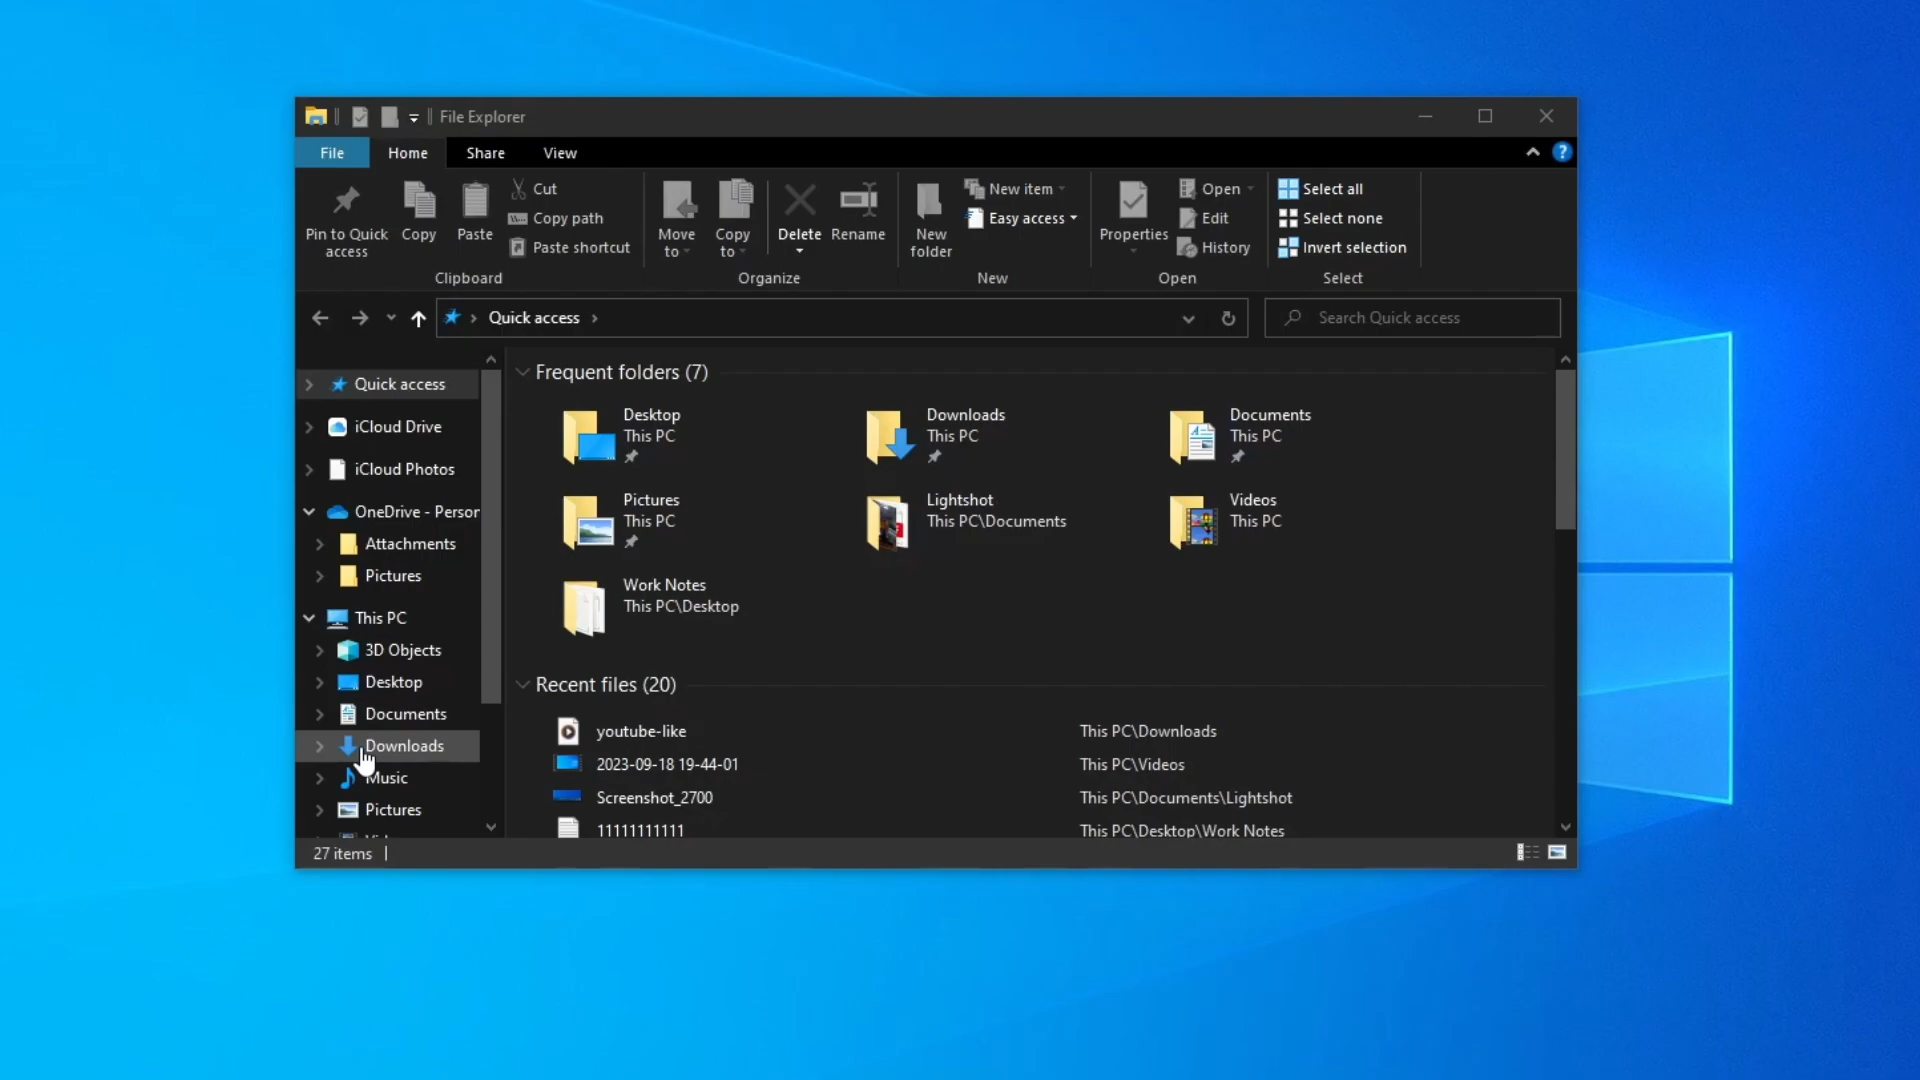 File Explorer
File Home Share View
Pin to Quick access
Copy
Paste
Cut
Copy path
Paste shortcut
Clipboard
Move to
Copy to
Delete
Rename
Organize
New folder
New item
Easy access
New
Properties
Open
Edit
History
Open
Select all
Select none
Invert selection
Select
Quick access
Search Quick access
Quick access
iCloud Drive
iCloud Photos
OneDrive - Person
Attachments
Pictures
This PC
3D Objects
Desktop
Documents
Downloads
Music
Pictures
Frequent folders (7)
Desktop
This PC
Downloads
This PC
Documents
This PC
Pictures
This PC
Lightshot
This PC\Documents
Videos
This PC
Work Notes
This PC\Desktop
Recent files (20)
youtube-like This PC\Downloads
2023-09-18 19-44-01 This PC\Videos
Screenshot_2700 This PC\Documents\Lightshot
11111111111 This PC\Desktop\Work Notes
27 items